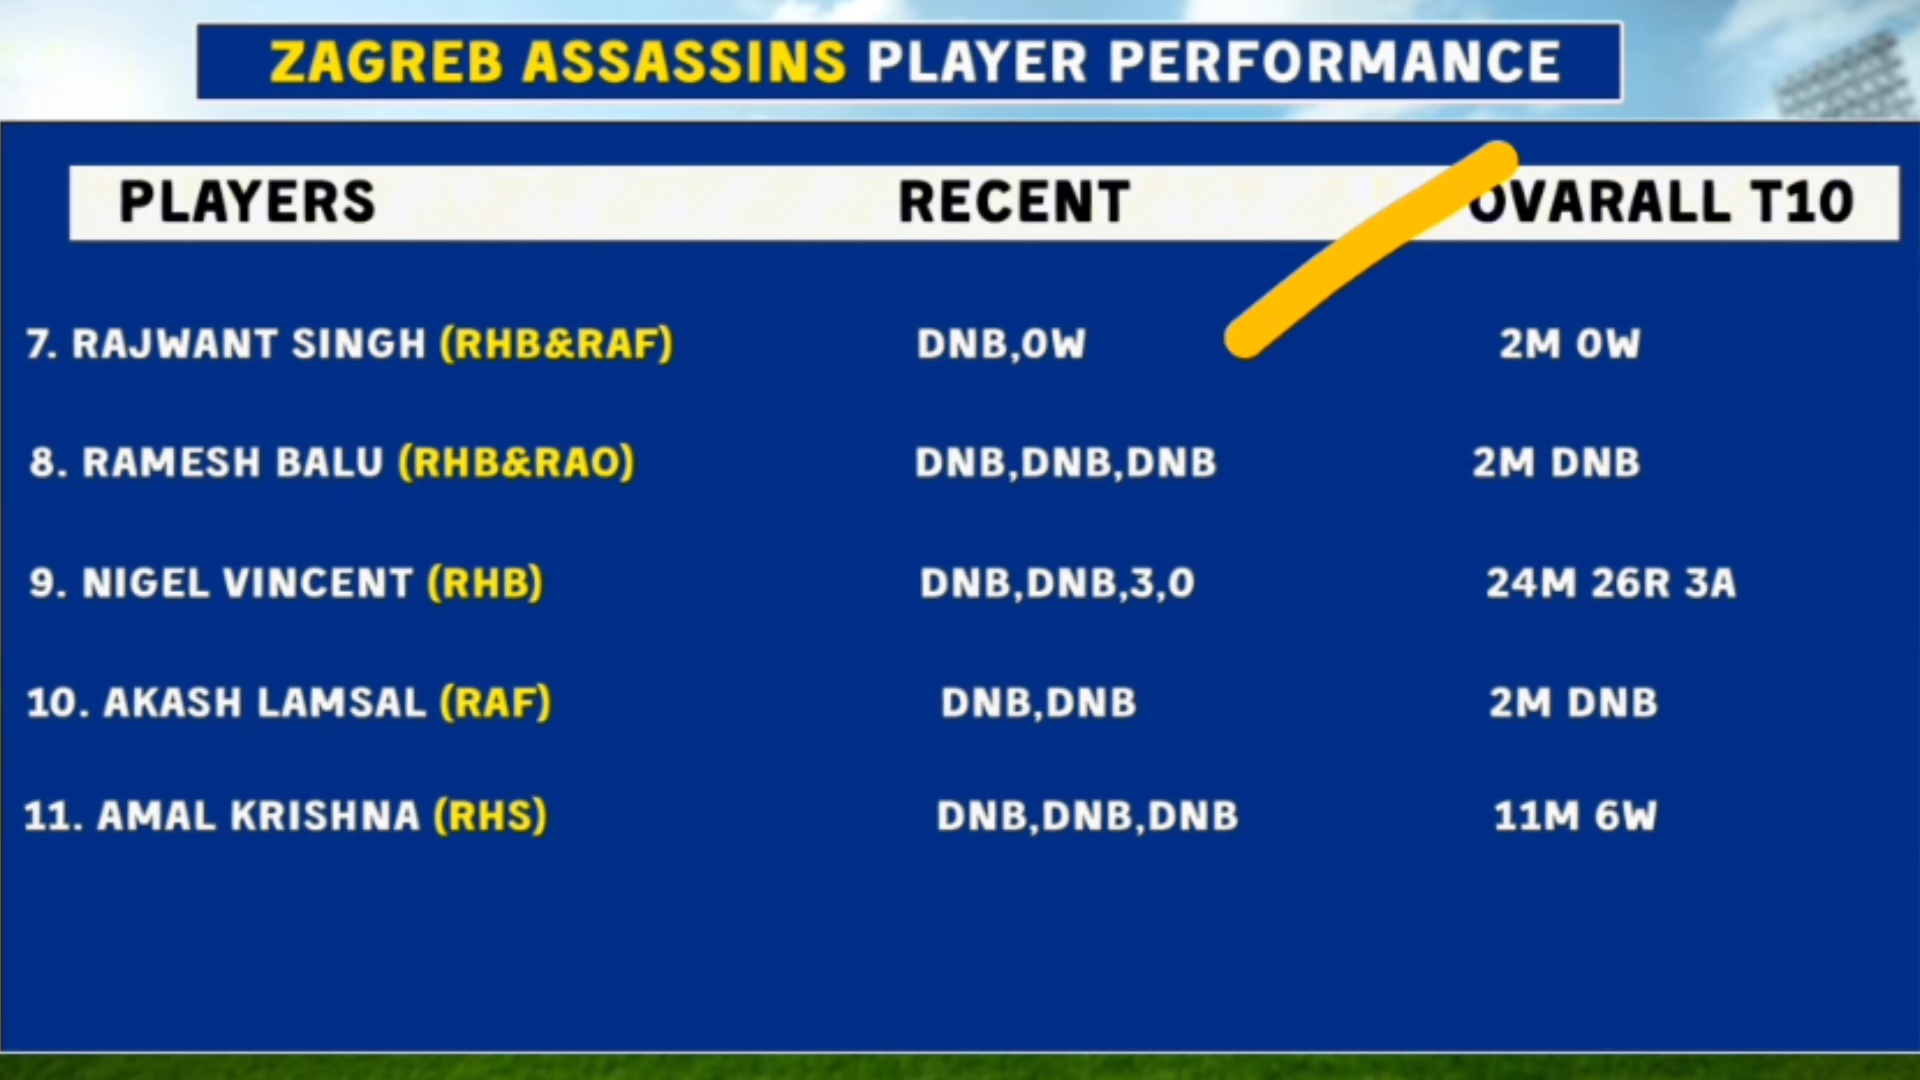 ZAGREB ASSASSINS PLAYER PERFORMANCE
PLAYERS RECENT OVARALL T10
7. RAJWANT SINGH (RHB&RAF) DNB,0W 2M 0W
8. RAMESH BALU (RHB&RAO) DNB,DNB,DNB 2M DNB
9. NIGEL VINCENT (RHB) DNB,DNB,3,0 24M 26R 3A
10. AKASH LAMSAL (RAF) DNB,DNB 2M DNB
11. AMAL KRISHNA (RHS) DNB,DNB,DNB 11M 6W